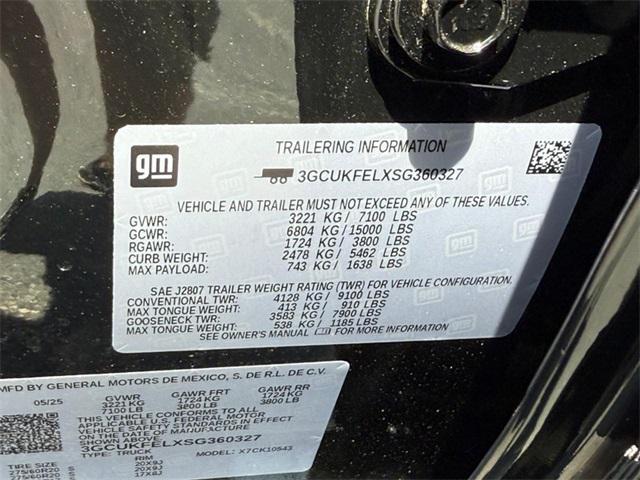 gm
TRAILERING INFORMATION
3GCUKFELXSG360327
VEHICLE AND TRAILER MUST NOT EXCEED ANY OF THESE VALUES.
GVWR: 3221 KG / 7100 LBS
GCWR: 6804 KG / 15000 LBS
RGAWR: 1724 KG / 3800 LBS
CURB WEIGHT: 2478 KG / 5462 LBS
MAX PAYLOAD: 743 KG / 1638 LBS
SAE J2807 TRAILER WEIGHT RATING (TWR) FOR VEHICLE CONFIGURATION.
CONVENTIONAL TWR: 4128 KG / 9100 LBS
MAX TONGUE WEIGHT: 413 KG / 910 LBS
GOOSENECK TWR: 3583 KG / 7900 LBS
MAX TONGUE WEIGHT: 538 KG / 1185 LBS
SEE OWNER'S MANUAL FOR MORE INFORMATION
MFD BY GENERAL MOTORS DE MEXICO, S. DE R.L. DE C.V.
05/25 GVWR GAWR FRT GAWR RR
3221 KG 1724 KG 1724 KG
7100 LB 3800 LB 3800 LB
THIS VEHICLE CONFORMS TO ALL
APPLICABLE U.S. FEDERAL MOTOR
VEHICLE SAFETY STANDARDS IN EFFECT
ON THE DATE OF MANUFACTURE SHOWN ABOVE.
3GCUKFELXSG360327
TYPE: TRUCK MODEL: X7CK10543
TIRE SIZE RIM
275/60R20 20X9J
275/60R20 20X9J
17X8J